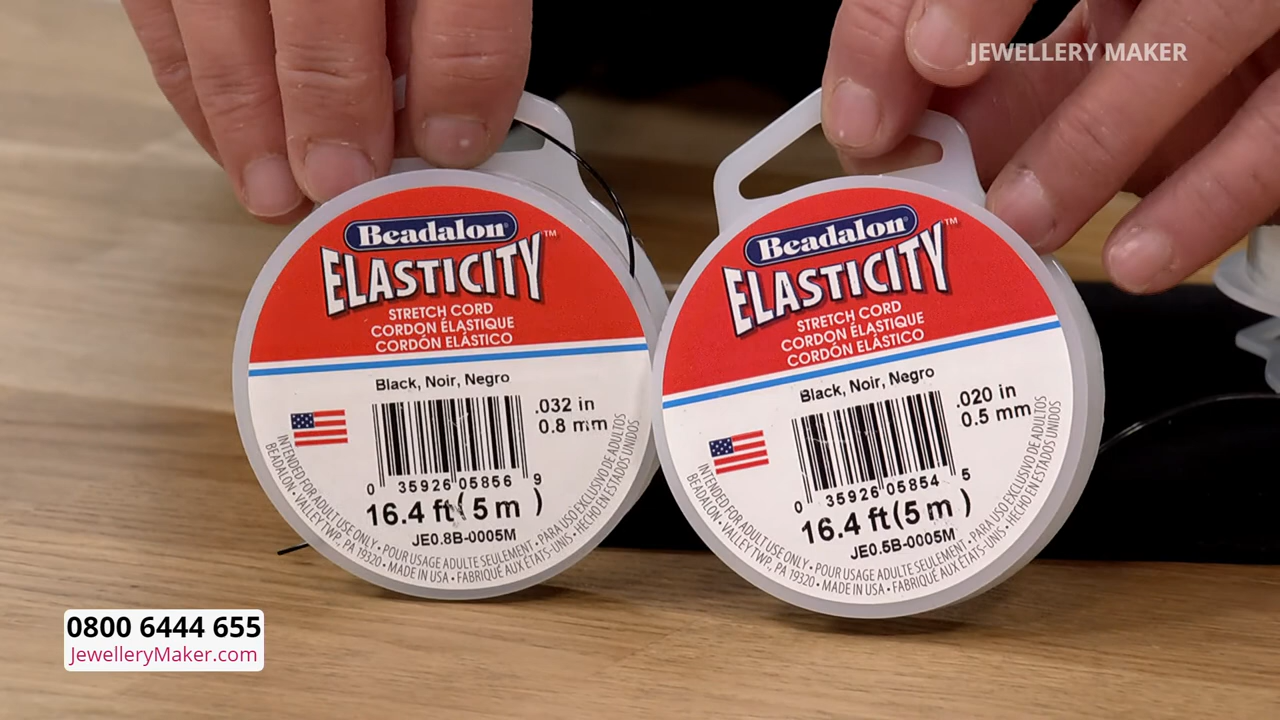 JEWELLERY MAKER
Beadalon®
ELASTICITY™
STRETCH CORD
CORDON ÉLASTIQUE
CORDÓN ELÁSTICO
Black, Noir, Negro
.032 in
0.8 mm
0 35926 05856 9
16.4 ft (5 m )
JE0.8B-0005M
INTENDED FOR ADULT USE ONLY • POUR USAGE ADULTE SEULEMENT • PARA USO EXCLUSIVO DE ADULTOS
BEADALON • VALLEY TWP., PA 19320 • MADE IN USA • FABRIQUÉ AUX ÉTATS-UNIS • HECHO EN ESTADOS UNIDOS
Beadalon®
ELASTICITY™
STRETCH CORD
CORDON ÉLASTIQUE
CORDÓN ELÁSTICO
Black, Noir, Negro
.020 in
0.5 mm
0 35926 05854 5
16.4 ft (5 m )
JE0.5B-0005M
INTENDED FOR ADULT USE ONLY • POUR USAGE ADULTE SEULEMENT • PARA USO EXCLUSIVO DE ADULTOS
BEADALON • VALLEY TWP., PA 19320 • MADE IN USA • FABRIQUÉ AUX ÉTATS-UNIS • HECHO EN ESTADOS UNIDOS
0800 6444 655
JewelleryMaker.com